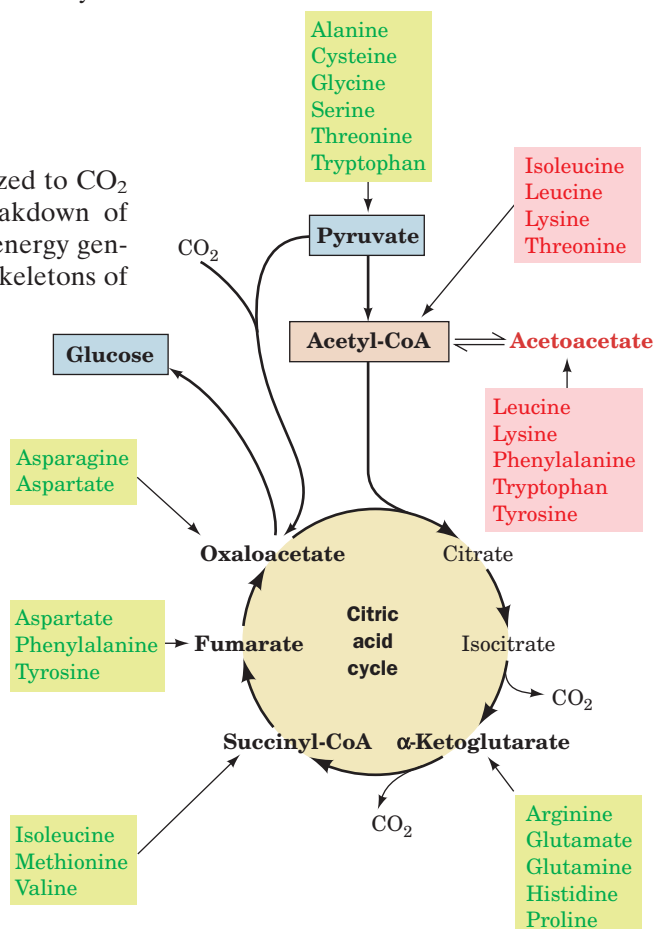 Alanine
Cysteine
Glycine
Serine
Threonine
Tryptophan
zed to CO₂
akdown of
energy gen-
skeletons of
Isoleucine
Leucine
Lysine
Threonine
CO₂
Pyruvate
Glucose
Acetyl-CoA
Acetoacetate
Leucine
Lysine
Phenylalanine
Tryptophan
Tyrosine
Asparagine
Aspartate
Oxaloacetate
Citrate
Aspartate
Phenylalanine
Tyrosine
Fumarate
Citric
acid
cycle
Isocitrate
CO₂
Succinyl-CoA
α-Ketoglutarate
CO₂
Isoleucine
Methionine
Valine
Arginine
Glutamate
Glutamine
Histidine
Proline